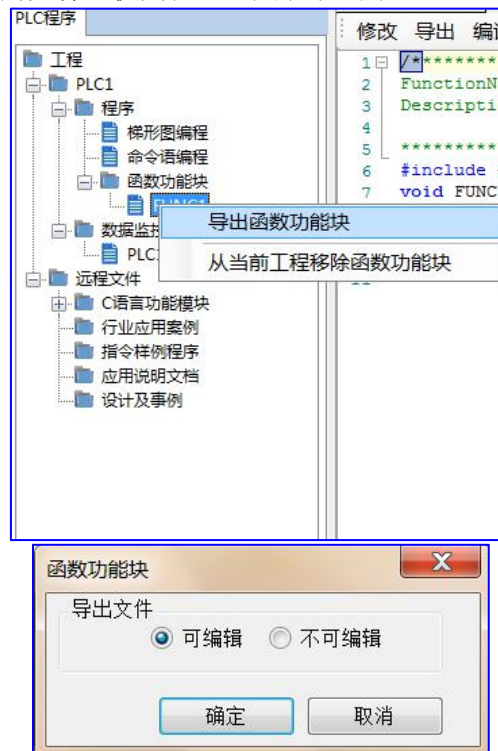 PLC程序
修改 导出 编
工程
PLC1
程序
梯形图编程
命令语编程
函数功能块
FUNC1
数据监
PLC
远程文件
C语言功能模块
行业应用案例
指令样例程序
应用说明文档
设计及事例
1 /*********
2 FunctionN
3 Descripti
4
5 *********
6 #include
7 void FUNC
导出函数功能块
从当前工程移除函数功能块
函数功能块
X
导出文件
可编辑 不可编辑
确定 取消